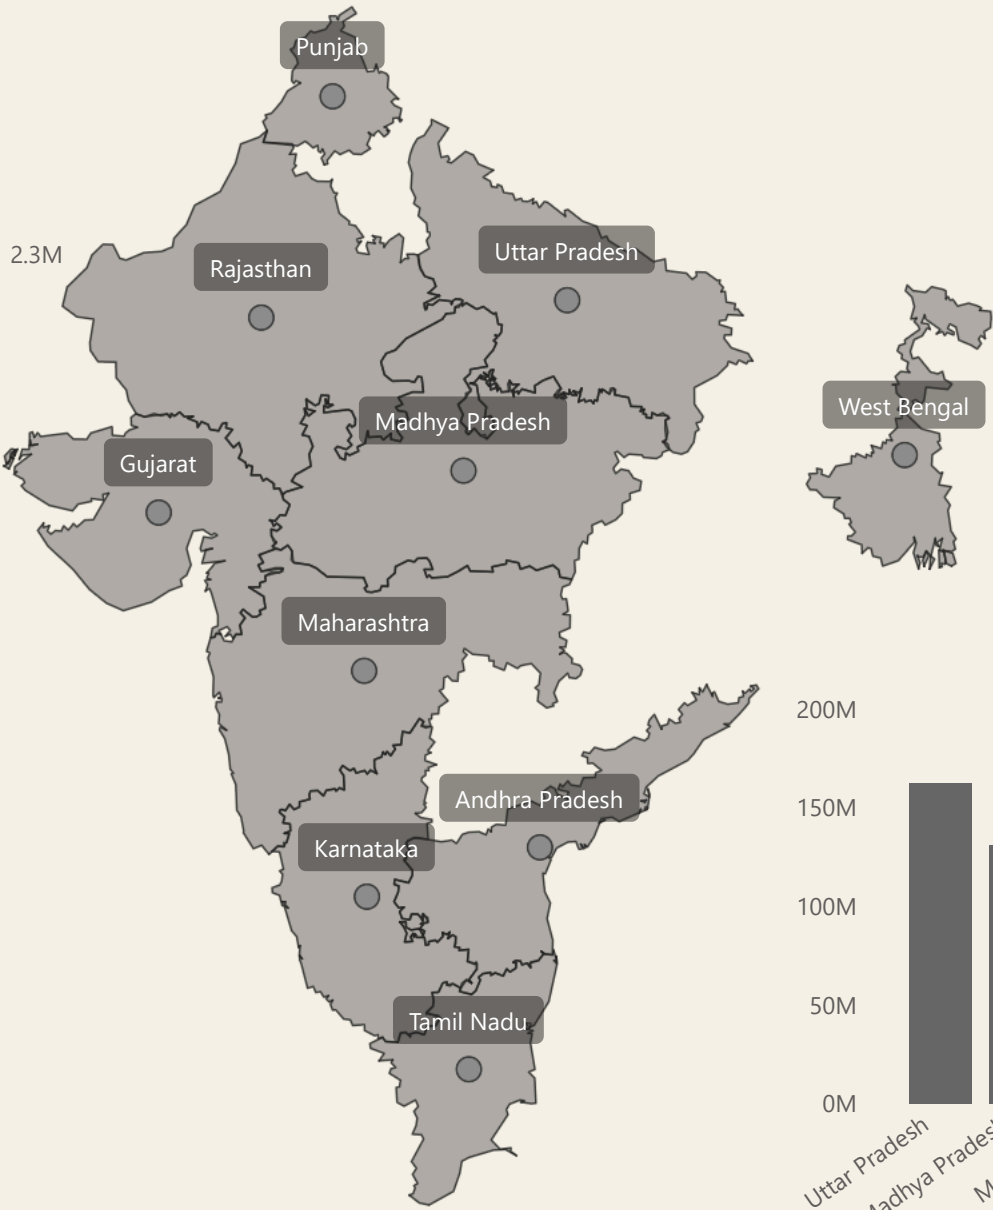 Punjab
Uttar Pradesh
2.3M
Rajasthan
West Bengal
Madhya Pradesh
Gujarat
Maharashtra
200M
Andhra Pradesh
150M
Karnataka
100M
50M
Tamil Nadu
0M
Uttar Pradesh
Madhya Pradesh